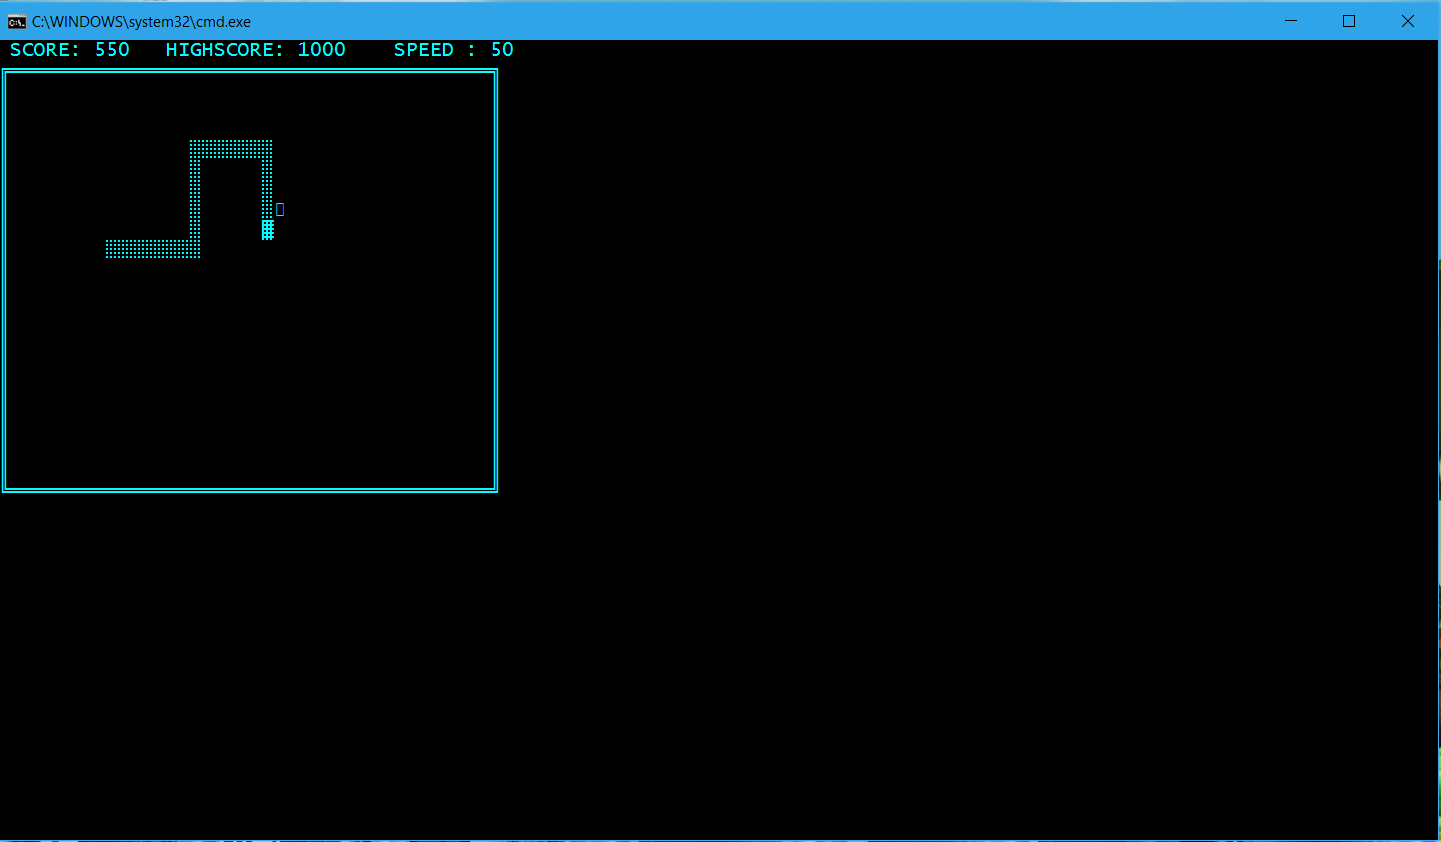 C:\WINDOWS\system32\cmd.exe
SCORE: 550 HIGHSCORE: 1000 SPEED : 50